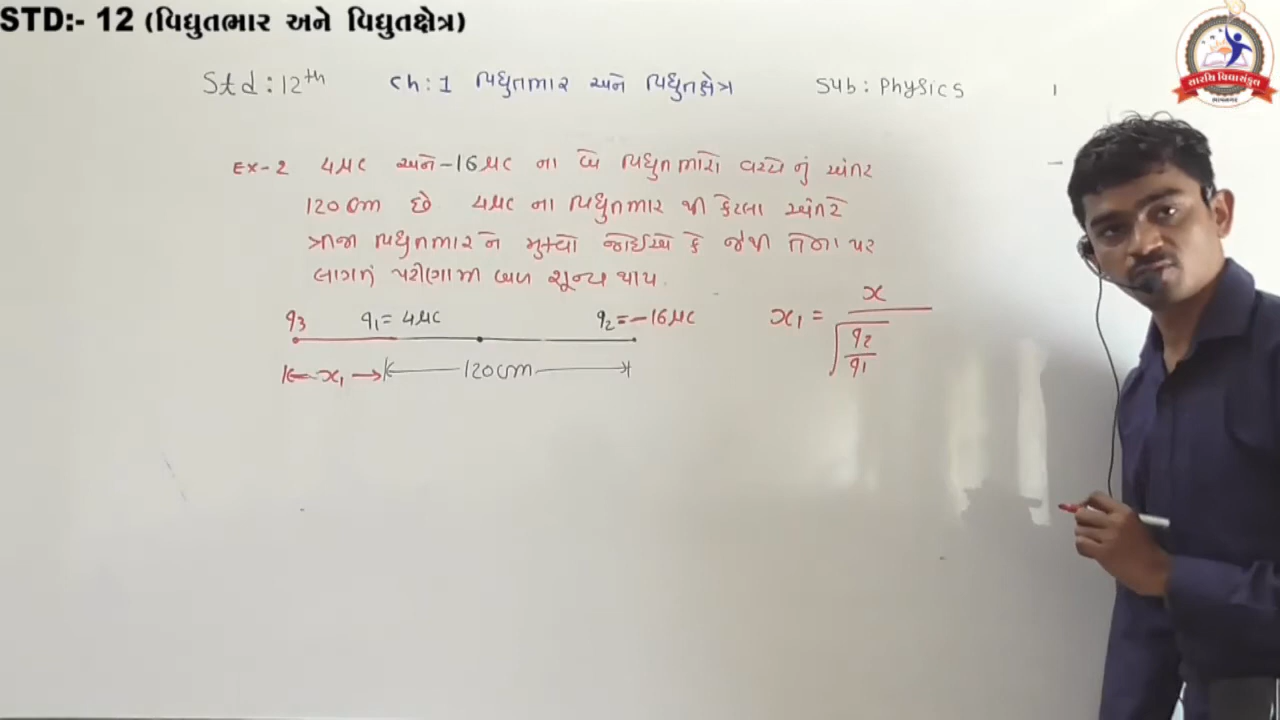 STD:- 12 (વિદ્યુતભાર અને વિદ્યુતક્ષેત્ર)
સારથિ વિદ્યાસંકુલ
ભાવનગર
Std : 12th ch : 1 વિદ્યુતભાર અને વિદ્યુતક્ષેત્ર Sub : Physics
Ex-2 4μC અને -16μC ના બે વિદ્યુતભારો વચ્ચેનું અંતર
120 cm છે 4μC ના વિદ્યુતભાર થી કેટલા અંતરે
ત્રીજા વિદ્યુતભારને મુક્વો જોઈએ કે જેથી તેના પર
લાગતું પરીણામી બળ શૂન્ય થાય.
q3 q1 = 4μC q2 = -16μC
x1 120cm
x1 = x / √(q2/q1)